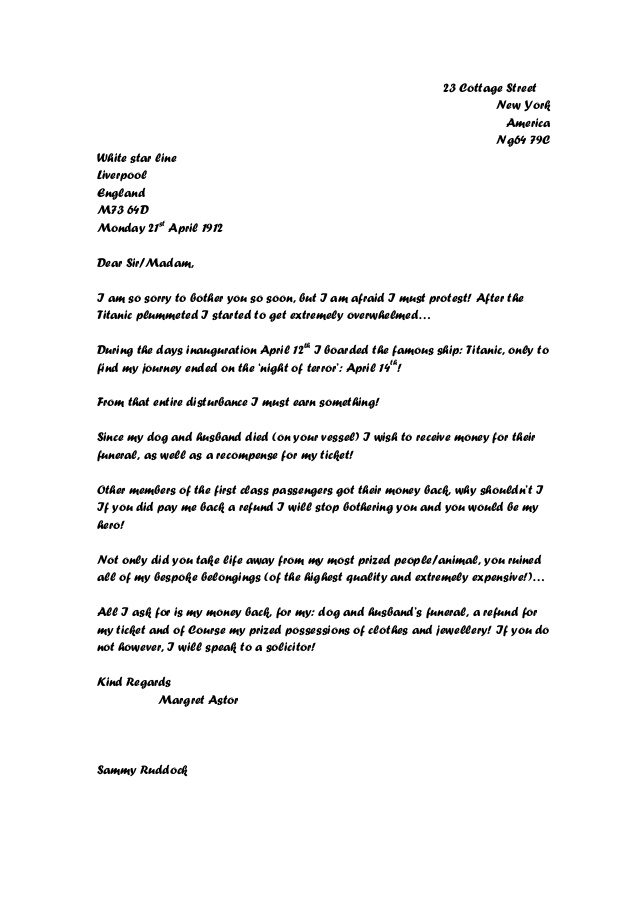 23 Cottage Street
New York
America
Ng64 79C
White star line
Liverpool
England
M73 64D
Monday 21st April 1912
Dear Sir/Madam,
I am so sorry to bother you so soon, but I am afraid I must protest! After the
Titanic plummeted I started to get extremely overwhelmed...
During the days inauguration April 12th I boarded the famous ship: Titanic, only to
find my journey ended on the 'night of terror': April 14th!
From that entire disturbance I must earn something!
Since my dog and husband died (on your vessel) I wish to receive money for their
funeral, as well as a recompense for my ticket!
Other members of the first class passengers got their money back, why shouldn't I
If you did pay me back a refund I will stop bothering you and you would be my
hero!
Not only did you take life away from my most prized people/animal, you ruined
all of my bespoke belongings (of the highest quality and extremely expensive!)...
All I ask for is my money back, for my: dog and husband's funeral, a refund for
my ticket and of Course my prized possessions of clothes and jewellery! If you do
not however, I will speak to a solicitor!
Kind Regards
Margret Astor
Sammy Ruddock